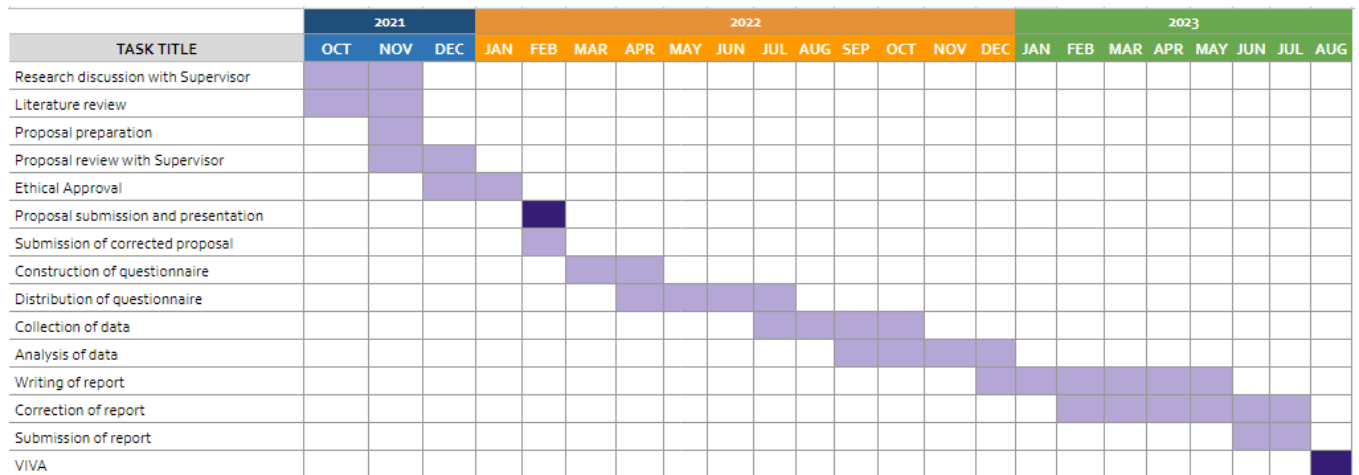 2021 2022 2023
TASK TITLE OCT NOV DEC JAN FEB MAR APR MAY JUN JUL AUG SEP OCT NOV DEC JAN FEB MAR APR MAY JUN JUL AUG
Research discussion with Supervisor
Literature review
Proposal preparation
Proposal review with Supervisor
Ethical Approval
Proposal submission and presentation
Submission of corrected proposal
Construction of questionnaire
Distribution of questionnaire
Collection of data
Analysis of data
Writing of report
Correction of report
Submission of report
VIVA